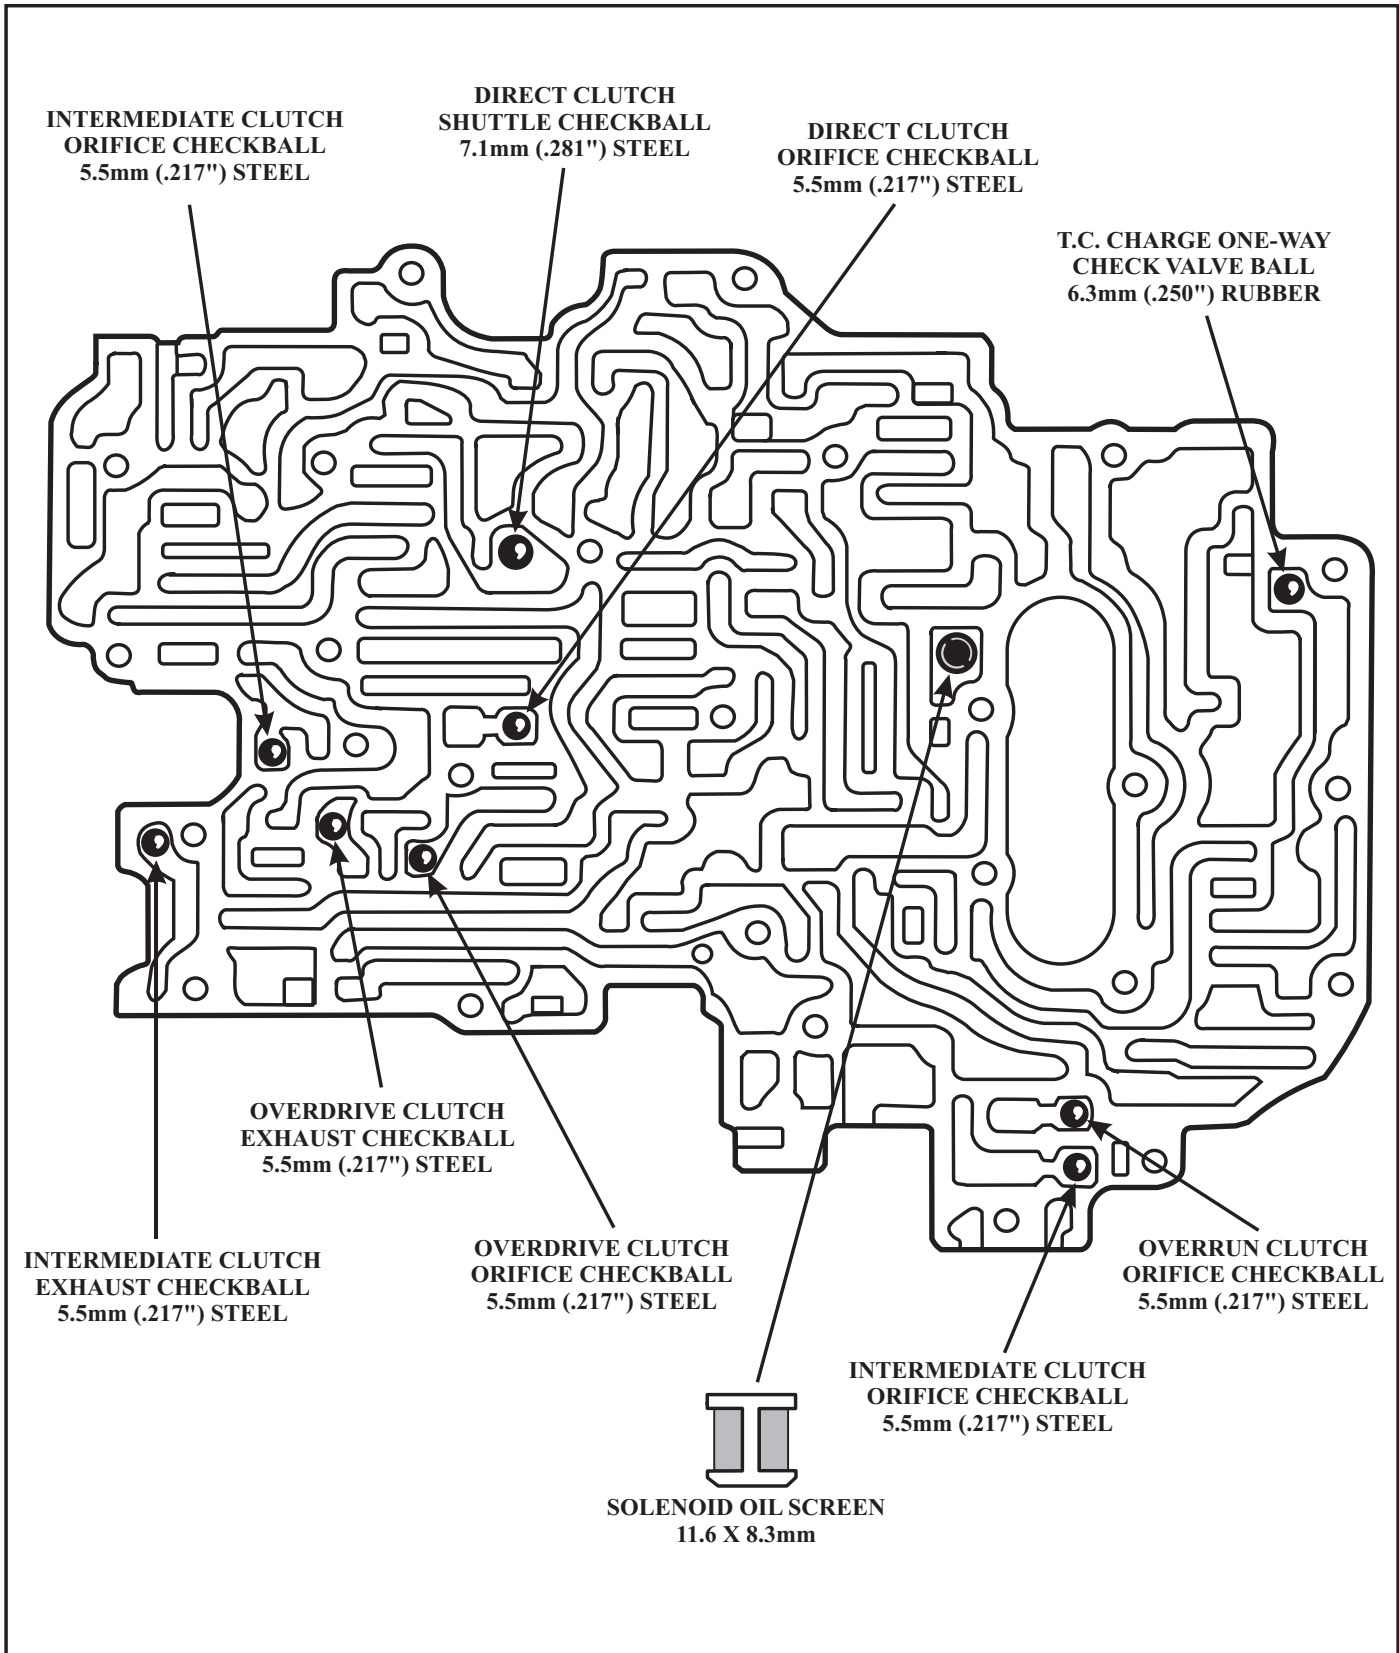 INTERMEDIATE CLUTCH
ORIFICE CHECKBALL
5.5mm (.217") STEEL
DIRECT CLUTCH
SHUTTLE CHECKBALL
7.1mm (.281") STEEL
DIRECT CLUTCH
ORIFICE CHECKBALL
5.5mm (.217") STEEL
T.C. CHARGE ONE-WAY
CHECK VALVE BALL
6.3mm (.250") RUBBER
OVERDRIVE CLUTCH
EXHAUST CHECKBALL
5.5mm (.217") STEEL
INTERMEDIATE CLUTCH
EXHAUST CHECKBALL
5.5mm (.217") STEEL
OVERDRIVE CLUTCH
ORIFICE CHECKBALL
5.5mm (.217") STEEL
OVERRUN CLUTCH
ORIFICE CHECKBALL
5.5mm (.217") STEEL
INTERMEDIATE CLUTCH
ORIFICE CHECKBALL
5.5mm (.217") STEEL
SOLENOID OIL SCREEN
11.6 X 8.3mm